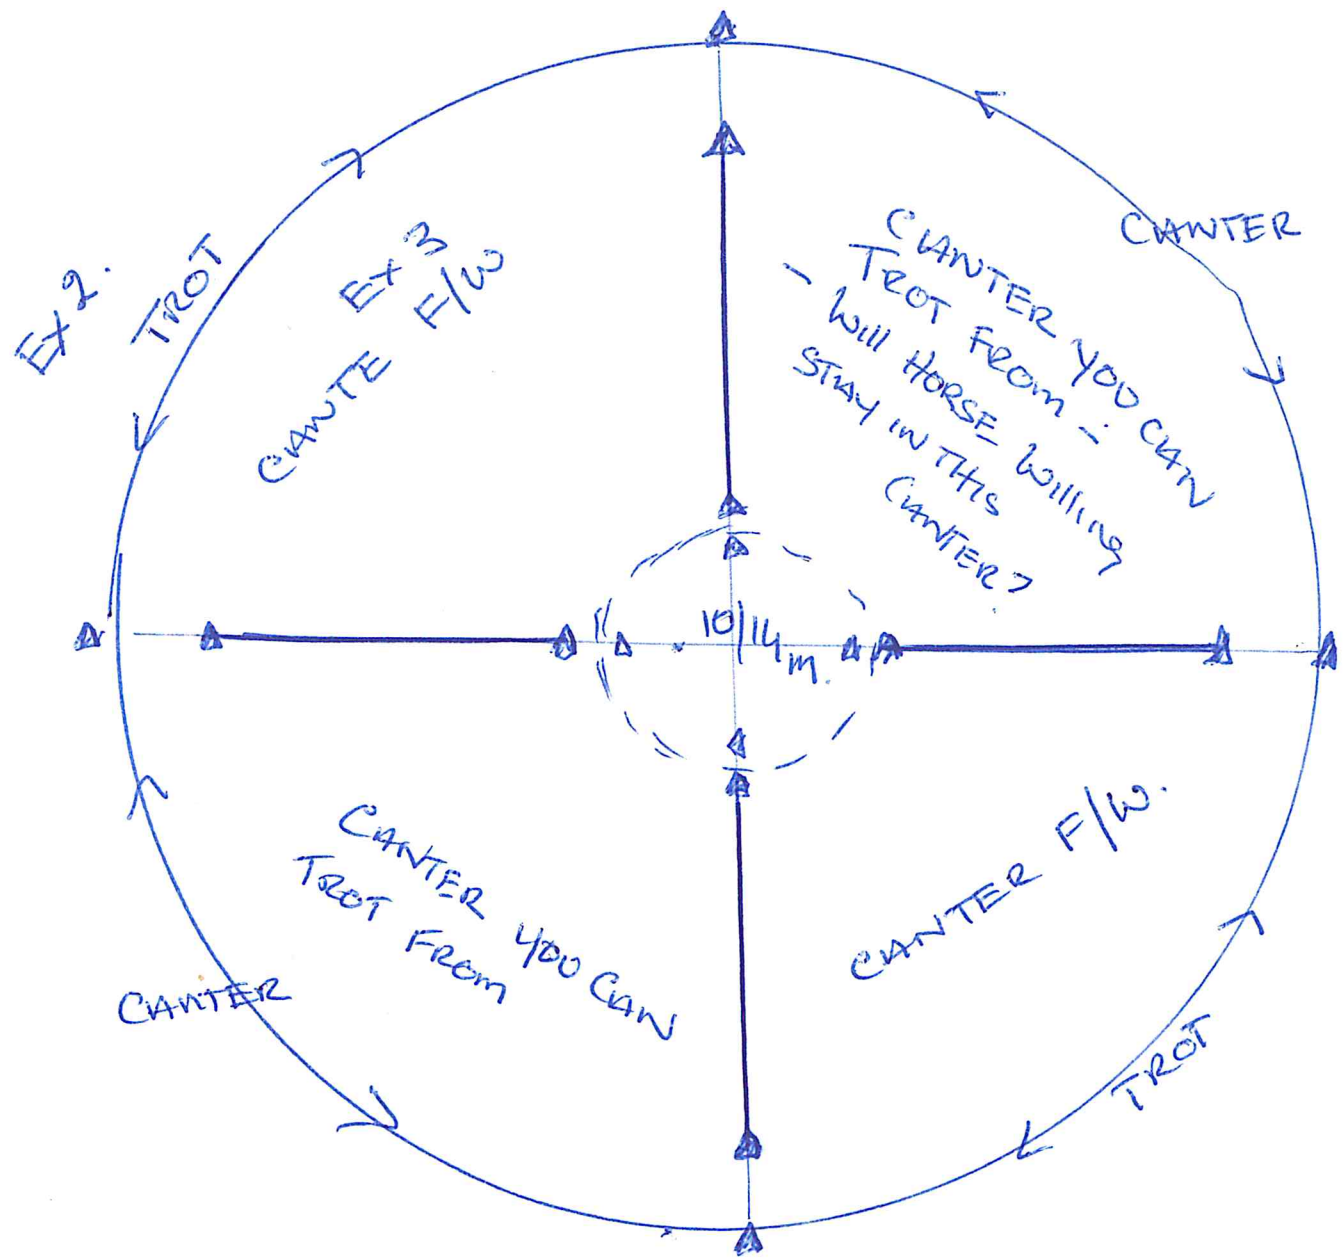 Ex 2.
TROT
Ex 3
F/W
CANTE
CANTER
CANTER YOU CAN
TROT FROM -
- Will HORSE Willing
STAY IN THIS
CANTER?
10/14m.
CANTER YOU CAN
TROT FROM
CANTER
CANTER F/W.
TROT